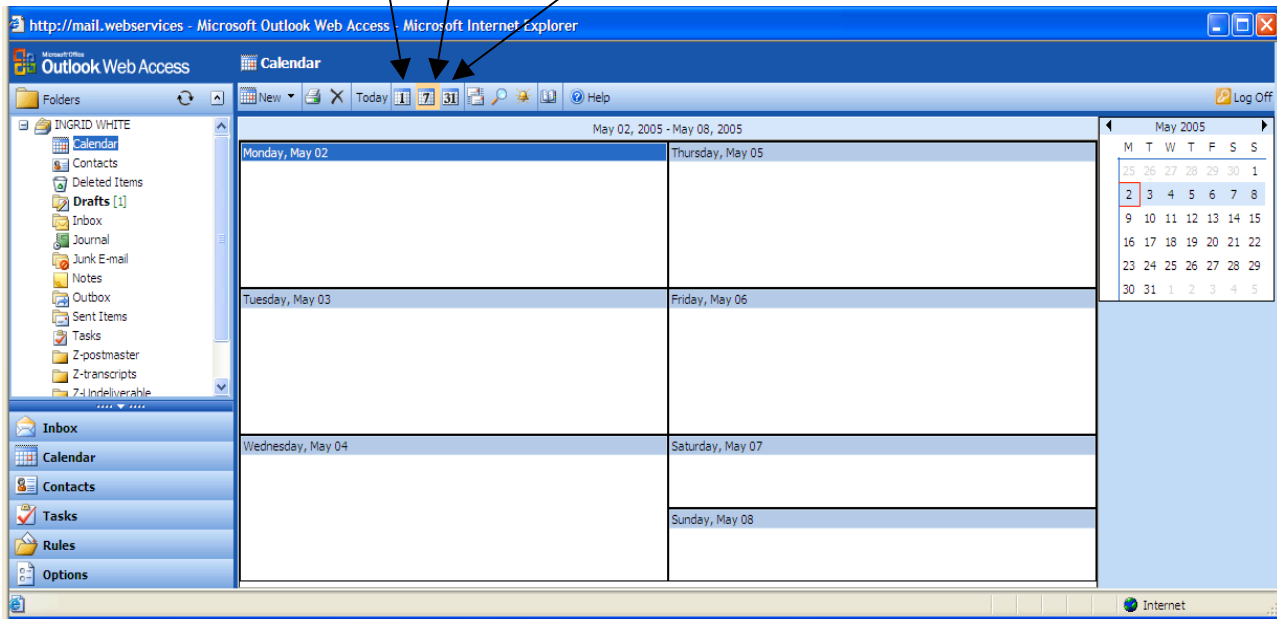 http://mail.webservices - Microsoft Outlook Web Access - Microsoft Internet Explorer
Microsoft Office
Outlook Web Access
Calendar
Folders
New
Today 1 7 31
Help
Log Off
INGRID WHITE
Calendar
Contacts
Deleted Items
Drafts [1]
Inbox
Journal
Junk E-mail
Notes
Outbox
Sent Items
Tasks
Z-postmaster
Z-transcripts
Z-Undeliverable
Inbox
Calendar
Contacts
Tasks
Rules
Options
May 02, 2005 - May 08, 2005
Monday, May 02
Thursday, May 05
Tuesday, May 03
Friday, May 06
Wednesday, May 04
Saturday, May 07
Sunday, May 08
May 2005
M T W T F S S
25 26 27 28 29 30 1
2 3 4 5 6 7 8
9 10 11 12 13 14 15
16 17 18 19 20 21 22
23 24 25 26 27 28 29
30 31 1 2 3 4 5
Internet